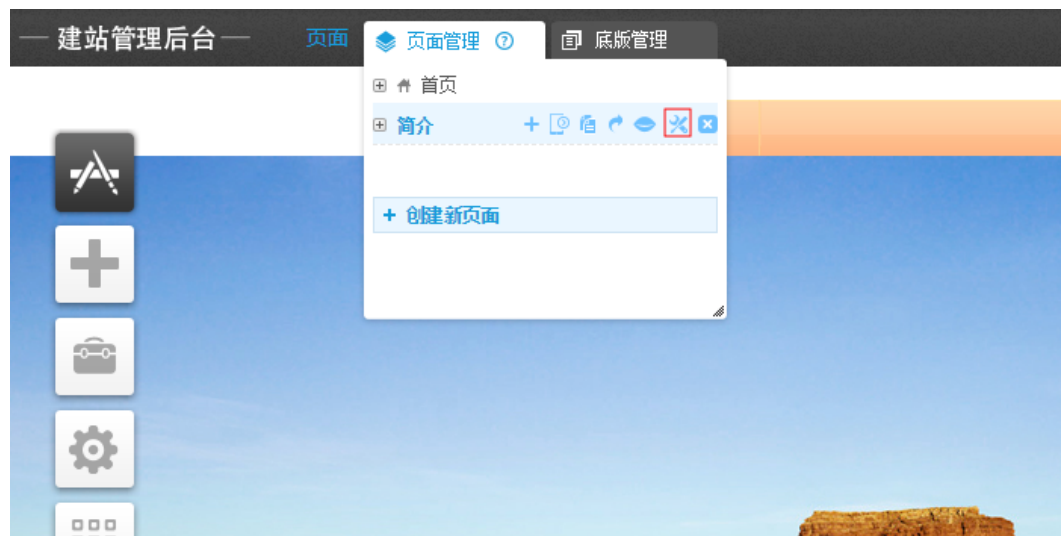 — 建站管理后台 —
页面
页面管理
底版管理
首页
简介
+ 创建新页面